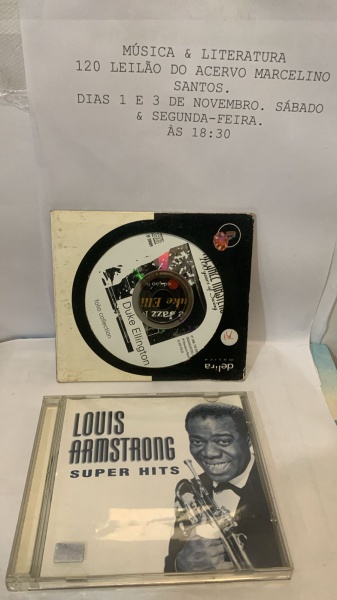 MÚSICA & LITERATURA
120 LEILÃO DO ACERVO MARCELINO
SANTOS.
DIAS 1 E 3 DE NOVEMBRO. SÁBADO
& SEGUNDA-FEIRA.
ÀS 18:30
Duke Ellington
folio collection
delira
música
LOUIS
ARMSTRONG
SUPER HITS